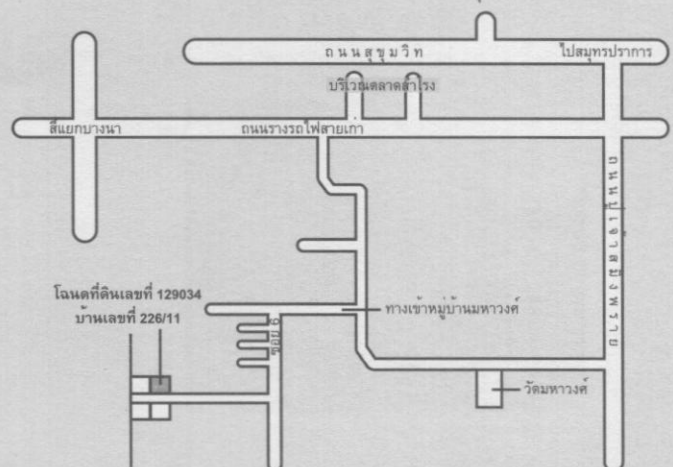 ถนนสุขุมวิท
ไปสมุทรปราการ
บริเวณตลาดสำโรง
สี่แยกบางนา
ถนนรางรถไฟสายเก่า
ถนนปู่เจ้าสมิงพราย
โฉนดที่ดินเลขที่ 129034
บ้านเลขที่ 226/11
ทางเข้าหมู่บ้านมหาวงศ์
ซอย 6
วัดมหาวงศ์